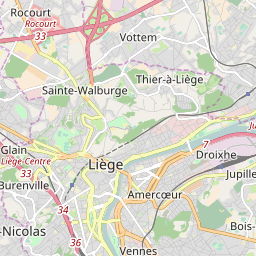 Rocourt
Rocourt
33
Vottem
Thier-à-Liège
Sainte-Walburge
Glain
Liège Centre
Liège
7
Droixhe
Jupille
Burenville
Amercœur
34
Bois-
-Nicolas
36
Vennes
33